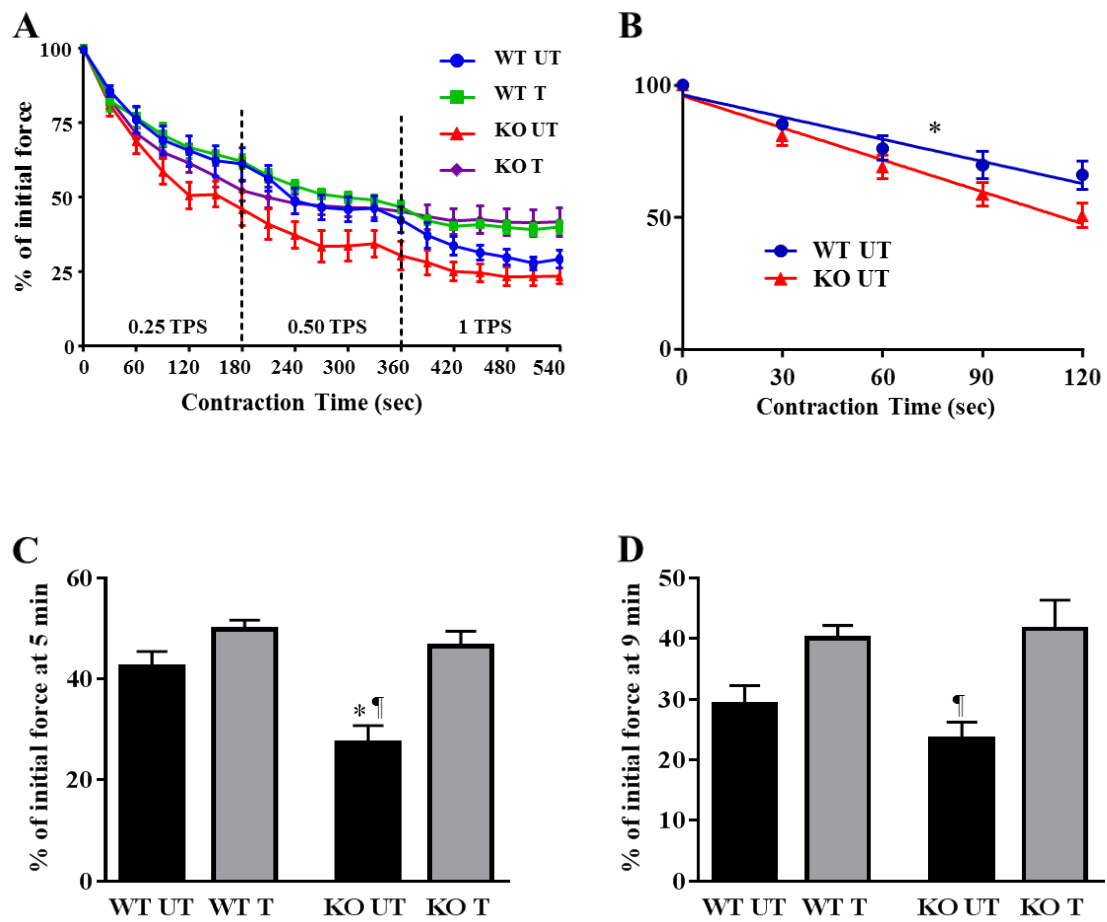 A
% of initial force
100
75
50
25
0
WT UT
WT T
KO UT
KO T
0.25 TPS
0.50 TPS
1 TPS
0 60 120 180 240 300 360 420 480 540
Contraction Time (sec)
B
100
50
0
*
WT UT
KO UT
0 30 60 90 120
Contraction Time (sec)
C
% of initial force at 5 min
60
40
20
0
* ¶
WT UT WT T KO UT KO T
D
% of initial force at 9 min
50
40
30
20
10
0
¶
WT UT WT T KO UT KO T